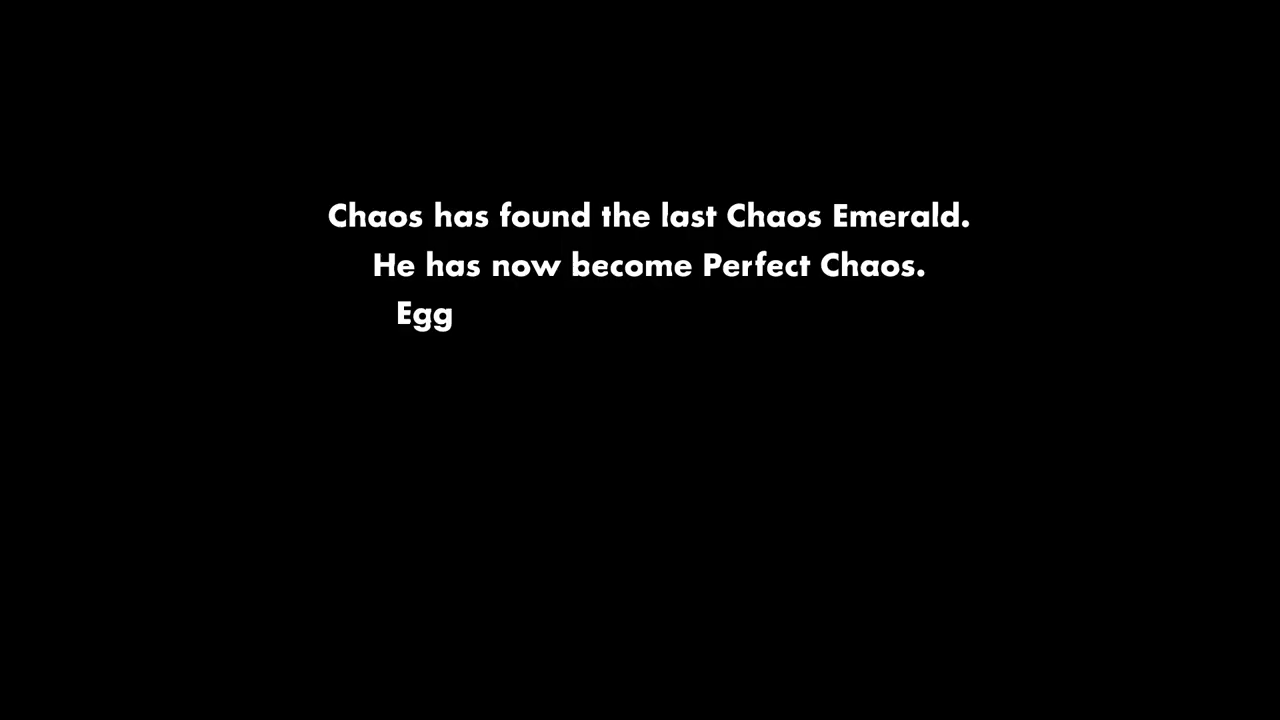 Chaos has found the last Chaos Emerald.
He has now become Perfect Chaos.
Egg